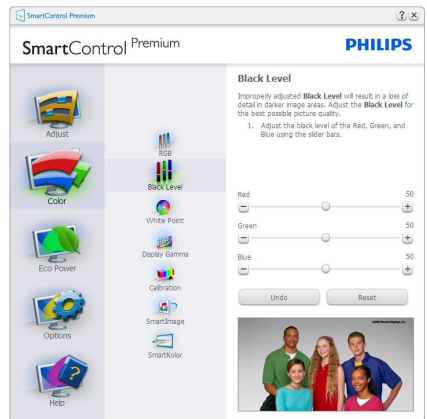 SmartControl Premium
? ×
SmartControl Premium
PHILIPS
Adjust
Color
Eco Power
Options
Help
RGB
Black Level
White Point
Display Gamma
Calibration
SmartImage
SmartKolor
Black Level
Improperly adjusted Black Level will result in a loss of
detail in darker image areas. Adjust the Black Level for
the best possible picture quality.
1. Adjust the black level of the Red, Green, and
Blue using the slider bars.
Red 50
Green 50
Blue 50
Undo Reset